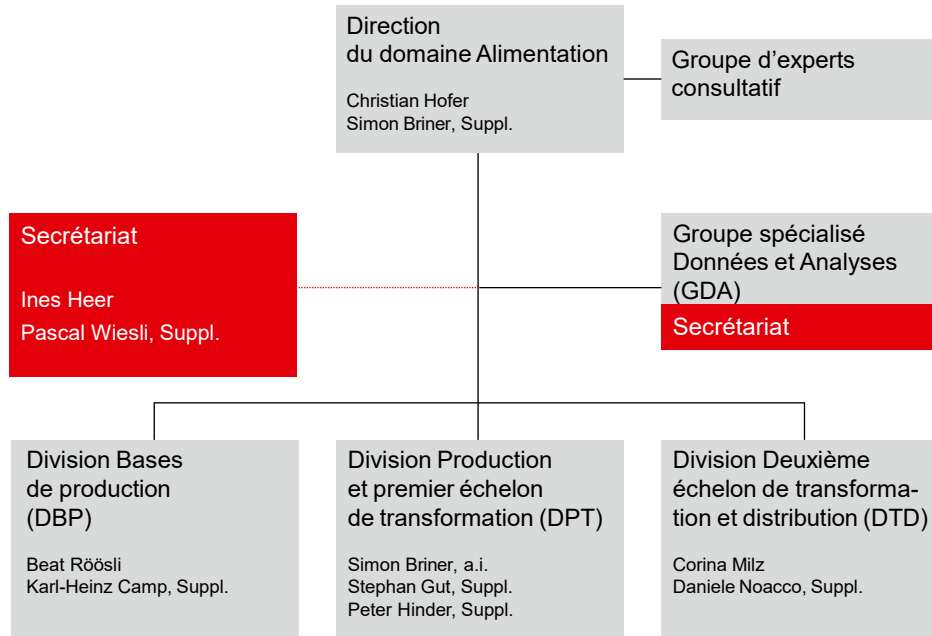 Direction
du domaine Alimentation
Christian Hofer
Simon Briner, Suppl.
Groupe d'experts
consultatif
Secrétariat
Ines Heer
Pascal Wiesli, Suppl.
Groupe spécialisé
Données et Analyses
(GDA)
Secrétariat
Division Bases
de production
(DBP)
Beat Röösli
Karl-Heinz Camp, Suppl.
Division Production
et premier échelon
de transformation (DPT)
Simon Briner, a.i.
Stephan Gut, Suppl.
Peter Hinder, Suppl.
Division Deuxième
échelon de transforma-
tion et distribution (DTD)
Corina Milz
Daniele Noacco, Suppl.